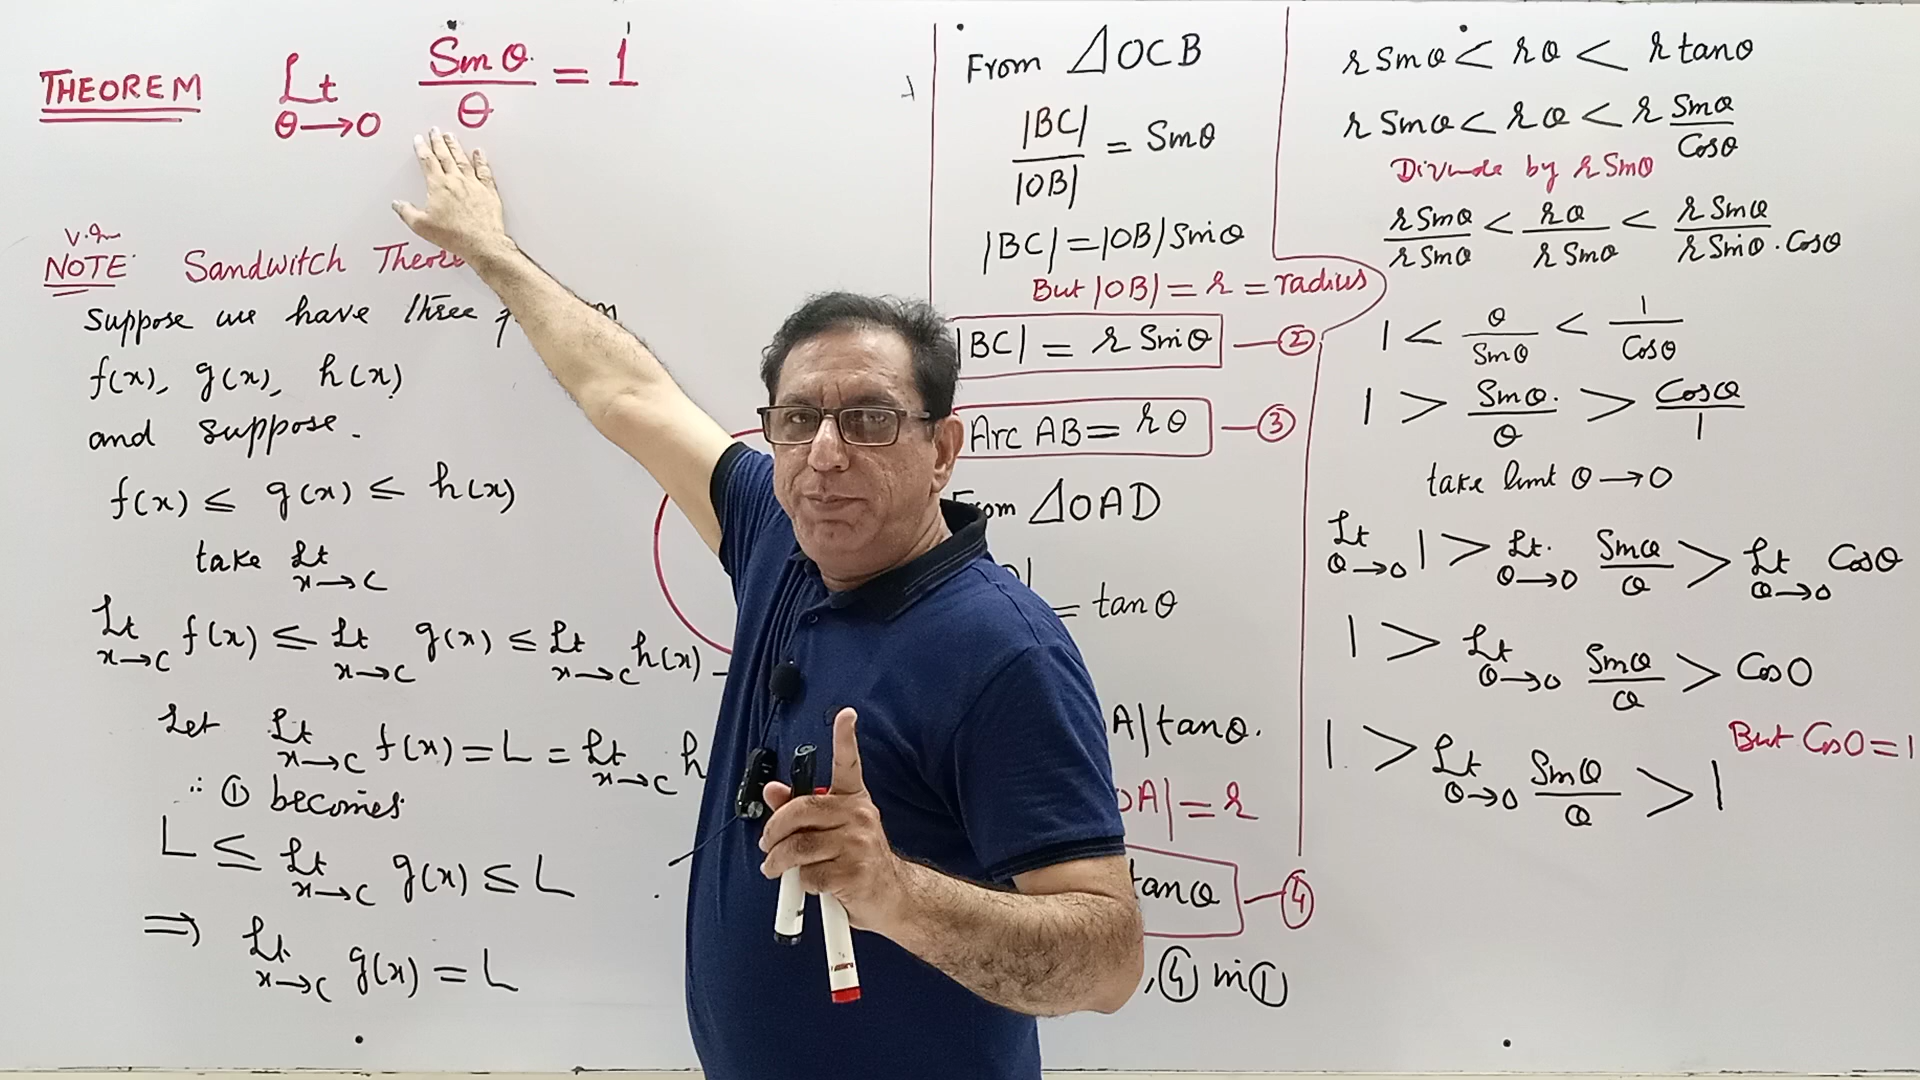 THEOREM Lt θ→0 Sinθ/θ = 1
NOTE Sandwitch
Suppose we have three
f(x), g(x), h(x)
and suppose.
f(x) ≤ g(x) ≤ h(x)
take Lt x→c
Lt x→c f(x) ≤ Lt x→c g(x) ≤ Lt x→c h(x)
Let Lt x→c f(x) = L = Lt x→c h
∴ ① becomes
L ≤ Lt x→c g(x) ≤ L
⇒ Lt x→c g(x) = L
From △OCB
|BC|/|OB| = Sinθ
|BC| = |OB| Sinθ
But |OB| = r = radius
|BC| = r Sinθ — ②
Arc AB = rθ — ③
△OAD
= tanθ
A| tanθ.
A| = r
tanθ — ④
, ④ in ①
r Sinθ < rθ < r tanθ
r Sinθ < rθ < r Sinθ/Cosθ
Divide by r Sinθ
r Sinθ/r Sinθ < rθ/r Sinθ < r Sinθ/r Sinθ . Cosθ
1 < θ/Sinθ < 1/Cosθ
1 > Sinθ/θ > Cosθ/1
take limt θ→0
Lt θ→0 1 > Lt θ→0 Sinθ/θ > Lt θ→0 Cosθ
1 > Lt θ→0 Sinθ/θ > Cos0
But Cos0 = 1
1 > Lt θ→0 Sinθ/θ > 1